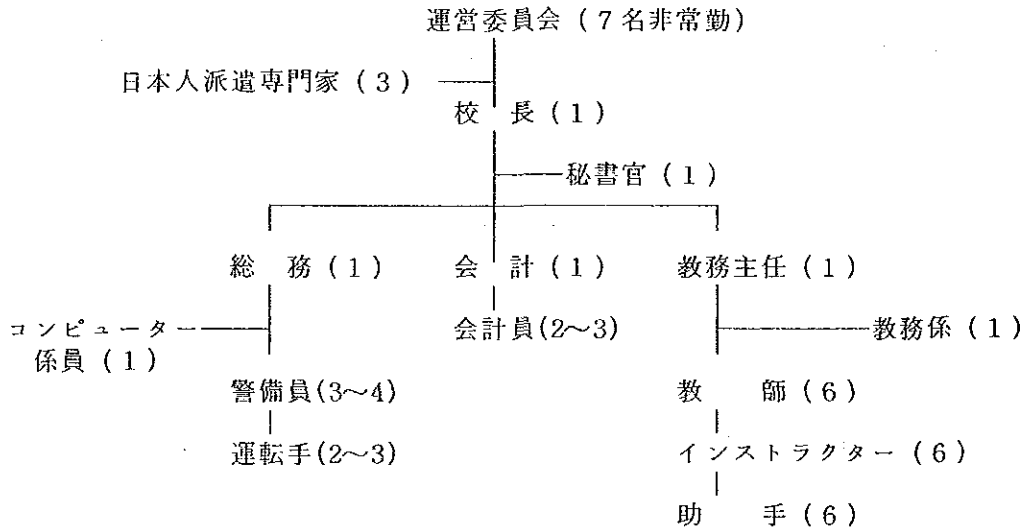 運営委員会(7名非常勤)
日本人派遣専門家(3)
校 長(1)
秘書官(1)
総 務(1) 会 計(1) 教務主任(1)
コンピューター 会計員(2~3) 教務係(1)
係員(1)
警備員(3~4) 教 師(6)
運転手(2~3) インストラクター(6)
助 手(6)